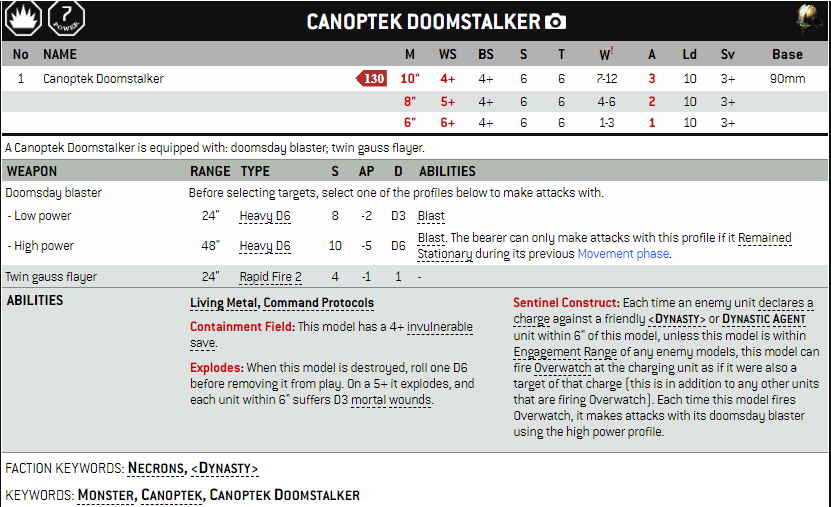 7
POWER
CANOPTEK DOOMSTALKER
No NAME M WS BS S T W! A Ld Sv Base
1 Canoptek Doomstalker 130 10" 4+ 4+ 6 6 7-12 3 10 3+ 90mm
8" 5+ 4+ 6 6 4-6 2 10 3+
6" 6+ 4+ 6 6 1-3 1 10 3+
A Canoptek Doomstalker is equipped with: doomsday blaster; twin gauss flayer.
WEAPON RANGE TYPE S AP D ABILITIES
Doomsday blaster Before selecting targets, select one of the profiles below to make attacks with.
- Low power 24" Heavy D6 8 -2 D3 Blast
- High power 48" Heavy D6 10 -5 D6 Blast. The bearer can only make attacks with this profile if it Remained
Stationary during its previous Movement phase.
Twin gauss flayer 24" Rapid Fire 2 4 -1 1 -
ABILITIES
Living Metal, Command Protocols
Containment Field: This model has a 4+ invulnerable
save.
Explodes: When this model is destroyed, roll one D6
before removing it from play. On a 5+ it explodes, and
each unit within 6" suffers D3 mortal wounds.
Sentinel Construct: Each time an enemy unit declares a
charge against a friendly <DYNASTY> or DYNASTIC AGENT
unit within 6" of this model, unless this model is within
Engagement Range of any enemy models, this model can
fire Overwatch at the charging unit as if it were also a
target of that charge (this is in addition to any other units
that are firing Overwatch). Each time this model fires
Overwatch, it makes attacks with its doomsday blaster
using the high power profile.
FACTION KEYWORDS: NECRONS, <DYNASTY>
KEYWORDS: MONSTER, CANOPTEK, CANOPTEK DOOMSTALKER